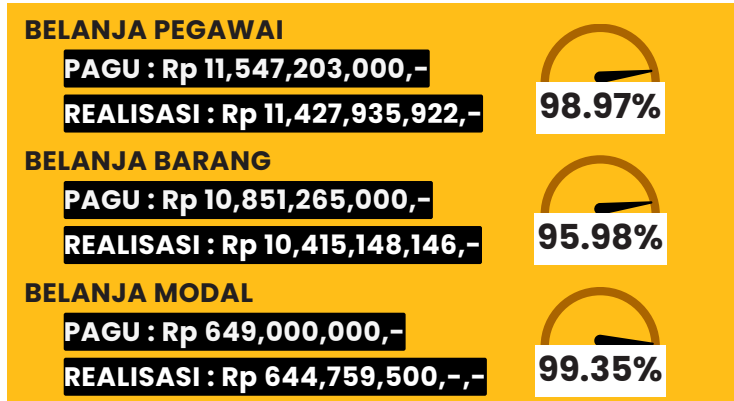 BELANJA PEGAWAI
PAGU : Rp 11,547,203,000,-
REALISASI : Rp 11,427,935,922,-
98.97%
BELANJA BARANG
PAGU : Rp 10,851,265,000,-
REALISASI : Rp 10,415,148,146,-
95.98%
BELANJA MODAL
PAGU : Rp 649,000,000,-
REALISASI : Rp 644,759,500,-,-
99.35%